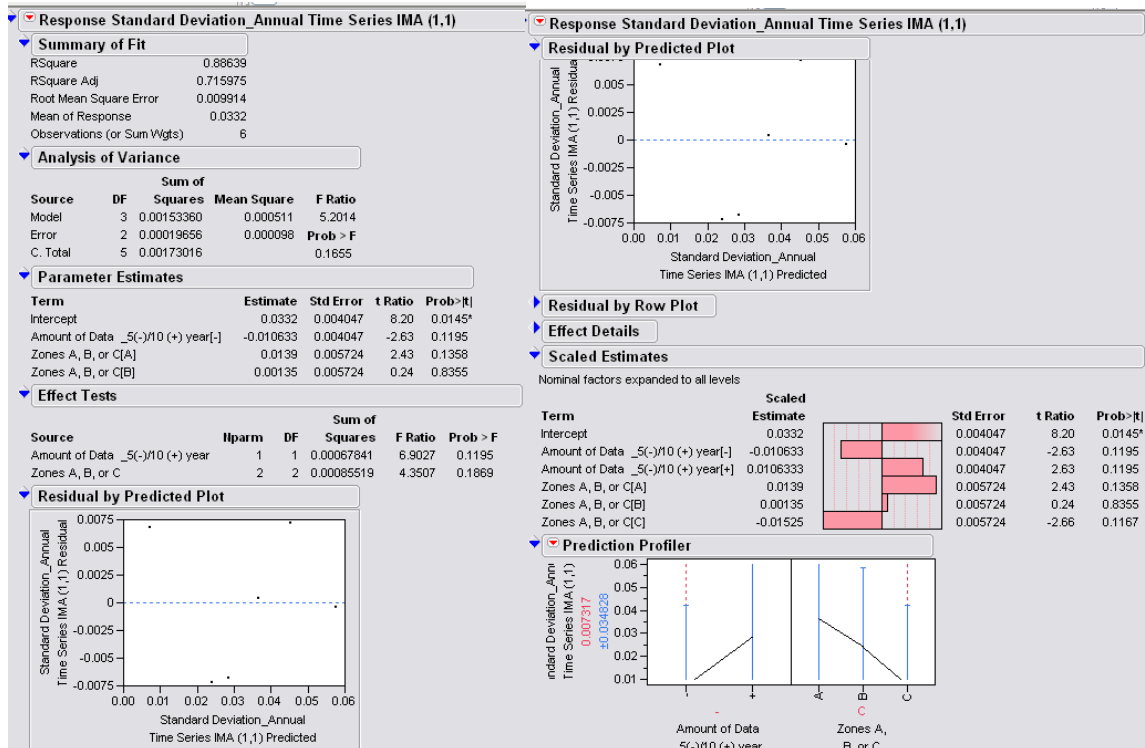 Response Standard Deviation_Annual Time Series IMA (1,1)
Summary of Fit
RSquare 0.88639
RSquare Adj 0.715975
Root Mean Square Error 0.009914
Mean of Response 0.0332
Observations (or Sum Wgts) 6
Analysis of Variance
Sum of
Source DF Squares Mean Square F Ratio
Model 3 0.00153360 0.000511 5.2014
Error 2 0.00019656 0.000098 Prob > F
C. Total 5 0.00173016 0.1655
Parameter Estimates
Term Estimate Std Error t Ratio Prob>|t|
Intercept 0.0332 0.004047 8.20 0.0145*
Amount of Data _5(-)/10 (+) year[-] -0.010633 0.004047 -2.63 0.1195
Zones A, B, or C[A] 0.0139 0.005724 2.43 0.1358
Zones A, B, or C[B] 0.00135 0.005724 0.24 0.8355
Effect Tests
Sum of
Source Nparm DF Squares F Ratio Prob > F
Amount of Data _5(-)/10 (+) year 1 1 0.00067841 6.9027 0.1195
Zones A, B, or C 2 2 0.00085519 4.3507 0.1869
Residual by Predicted Plot
Standard Deviation_Annual
Time Series IMA (1,1) Residual
0.0075
0.005
0.0025
0
-0.0025
-0.005
-0.0075
0.00 0.01 0.02 0.03 0.04 0.05 0.06
Standard Deviation_Annual
Time Series IMA (1,1) Predicted
Response Standard Deviation_Annual Time Series IMA (1,1)
Residual by Predicted Plot
Standard Deviation_Annual
Time Series IMA (1,1) Residual
0.005
0.0025
0
-0.0025
-0.005
-0.0075
0.00 0.01 0.02 0.03 0.04 0.05 0.06
Standard Deviation_Annual
Time Series IMA (1,1) Predicted
Residual by Row Plot
Effect Details
Scaled Estimates
Nominal factors expanded to all levels
Scaled
Term Estimate Std Error t Ratio Prob>|t|
Intercept 0.0332 0.004047 8.20 0.0145*
Amount of Data _5(-)/10 (+) year[-] -0.010633 0.004047 -2.63 0.1195
Amount of Data _5(-)/10 (+) year[+] 0.0106333 0.004047 2.63 0.1195
Zones A, B, or C[A] 0.0139 0.005724 2.43 0.1358
Zones A, B, or C[B] 0.00135 0.005724 0.24 0.8355
Zones A, B, or C[C] -0.01525 0.005724 -2.66 0.1167
Prediction Profiler
ndard Deviation_Ann
Time Series IMA (1,1)
0.007317
±0.034828
0.06
0.05
0.04
0.03
0.02
0.01
- + A B C
- C
Amount of Data Zones A,
5(-)/10 (+) year B, or C